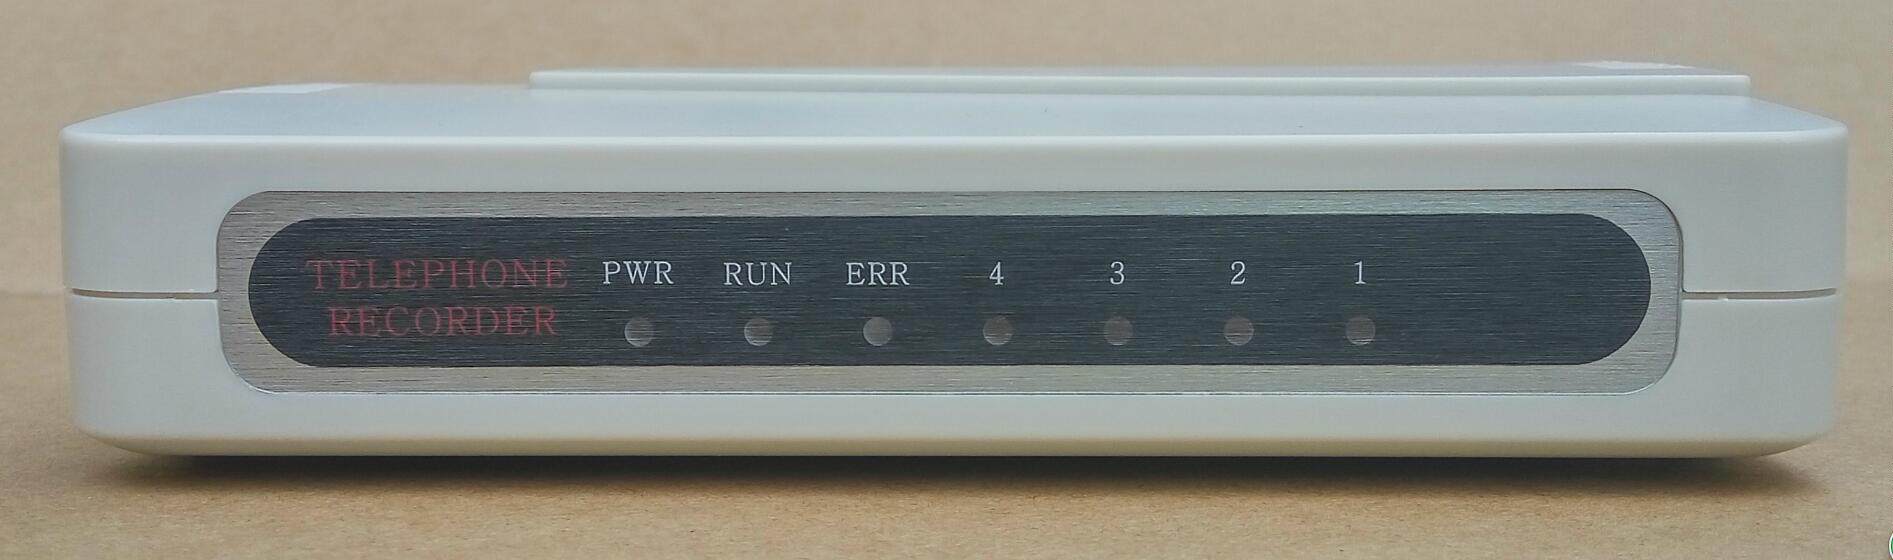 TELEPHONE
RECORDER
PWR RUN ERR 4 3 2 1